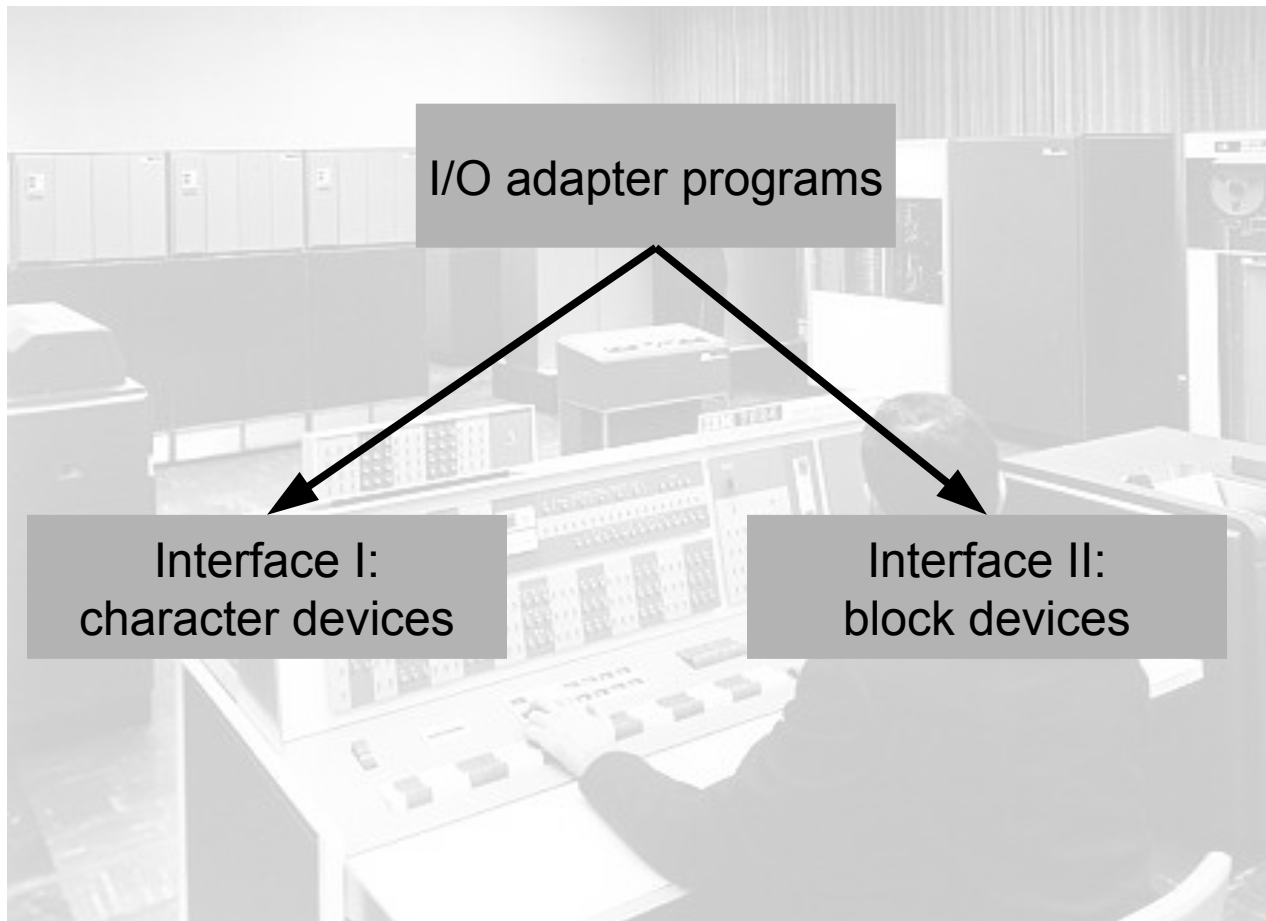 I/O adapter programs
Interface I:
character devices
Interface II:
block devices